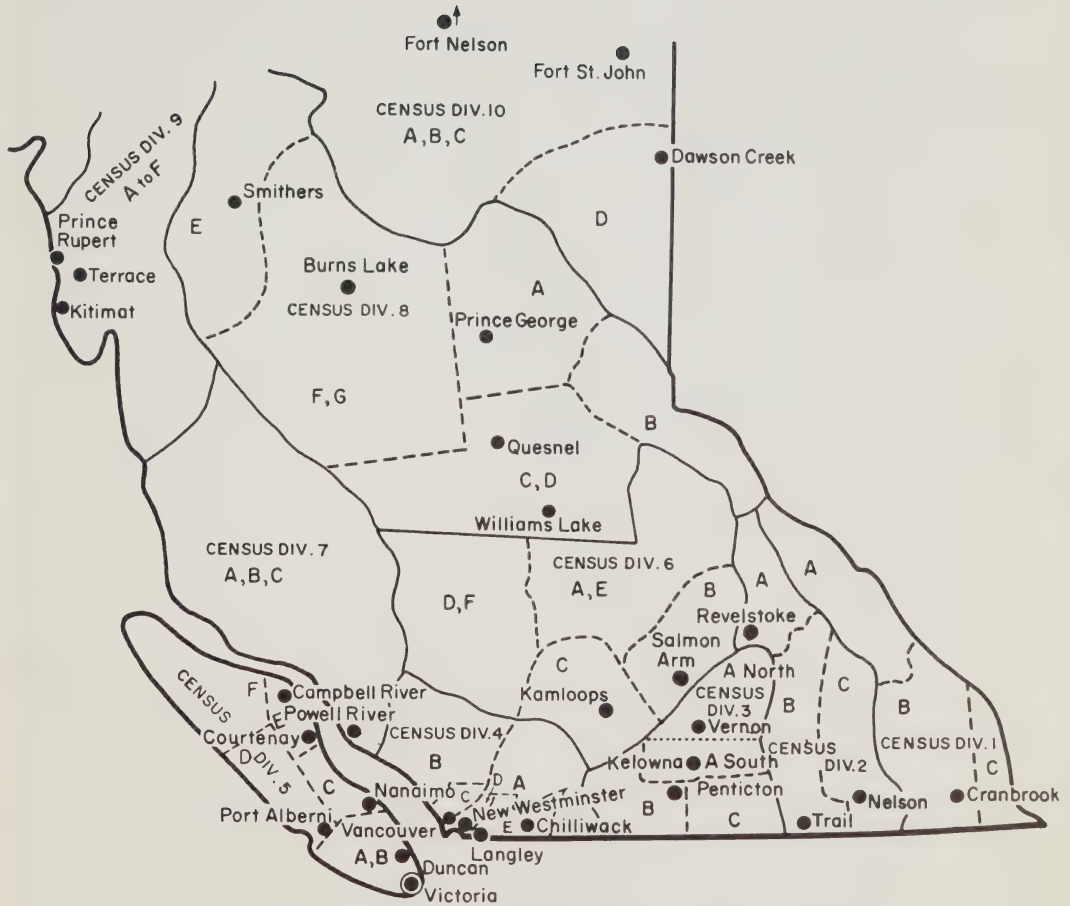 Fort Nelson
Fort St. John
CENSUS DIV. 10
A, B, C
CENSUS DIV. 9
A to F
Dawson Creek
Smithers
E
D
Prince
Rupert
Terrace
Kitimat
Burns Lake
CENSUS DIV. 8
A
Prince George
F, G
B
Quesnel
C, D
Williams Lake
CENSUS DIV. 7
A, B, C
CENSUS DIV. 6
A, E
D, F
B
A
A
Revelstoke
Salmon
Arm
C
Kamloops
A North
CENSUS
DIV. 3
Vernon
B
C
B
CENSUS DIV. 1
C
CENSUS
DIV. 5
F
Campbell River
E
Powell River
Courtenay
D
CENSUS DIV. 4
B
Kelowna
A South
CENSUS
DIV. 2
C
Nanaimo
D
C
A
New Westminster
B
Penticton
C
Nelson
Cranbrook
Port Alberni
Vancouver
E
Chilliwack
Trail
Langley
A, B
Duncan
Victoria